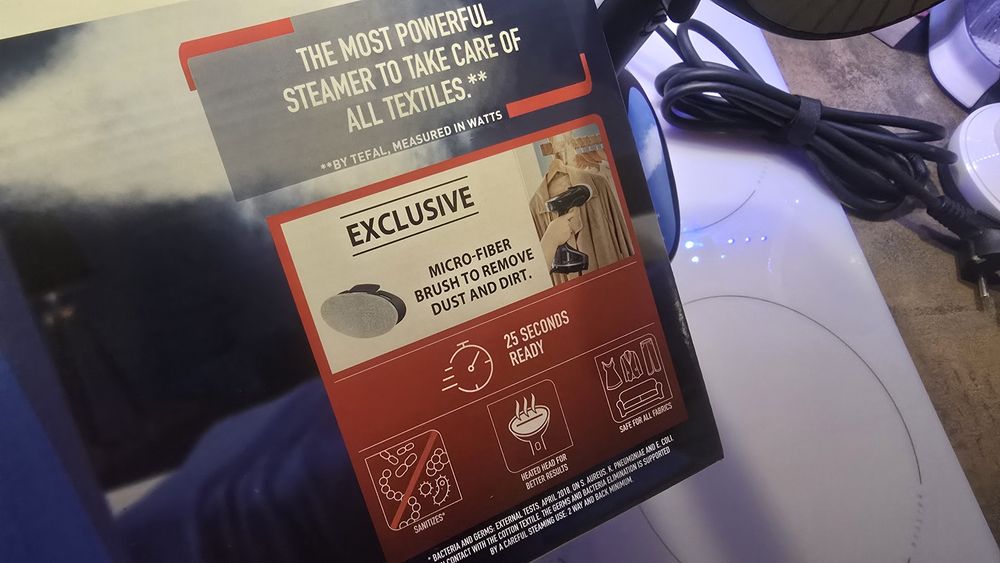 THE MOST POWERFUL
STEAMER TO TAKE CARE OF
ALL TEXTILES.**
**BY TEFAL, MEASURED IN WATTS
EXCLUSIVE
MICRO-FIBER
BRUSH TO REMOVE
DUST AND DIRT.
25 SECONDS
READY
SANITIZES*
HEATED HEAD FOR
BETTER RESULTS
SAFE FOR ALL FABRICS
* BACTERIA AND GERMS: EXTERNAL TESTS, APRIL 2018, ON S. AUREUS, K. PNEUMONIAE AND E. COLI,
CONTACT WITH THE COTTON TEXTILE. THE GERMS AND BACTERIA ELIMINATION IS SUPPORTED
BY A CAREFUL STEAMING USE: 2 WAY AND BACK MINIMUM.